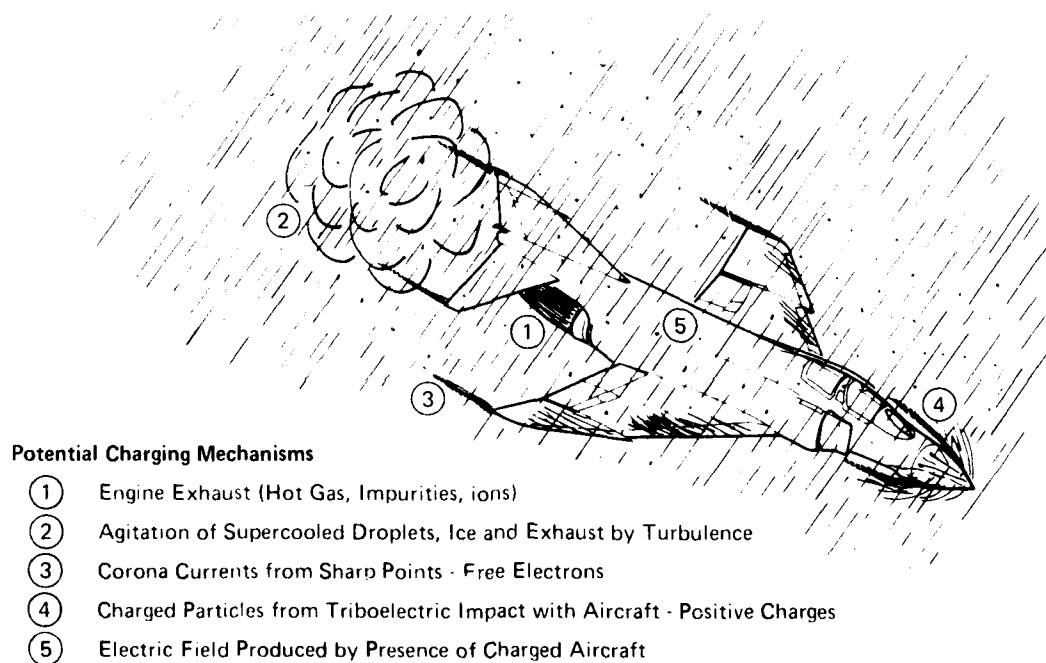 2
1
5
3
4
Potential Charging Mechanisms
1 Engine Exhaust (Hot Gas, Impurities, ions)
2 Agitation of Supercooled Droplets, Ice and Exhaust by Turbulence
3 Corona Currents from Sharp Points - Free Electrons
4 Charged Particles from Triboelectric Impact with Aircraft - Positive Charges
5 Electric Field Produced by Presence of Charged Aircraft